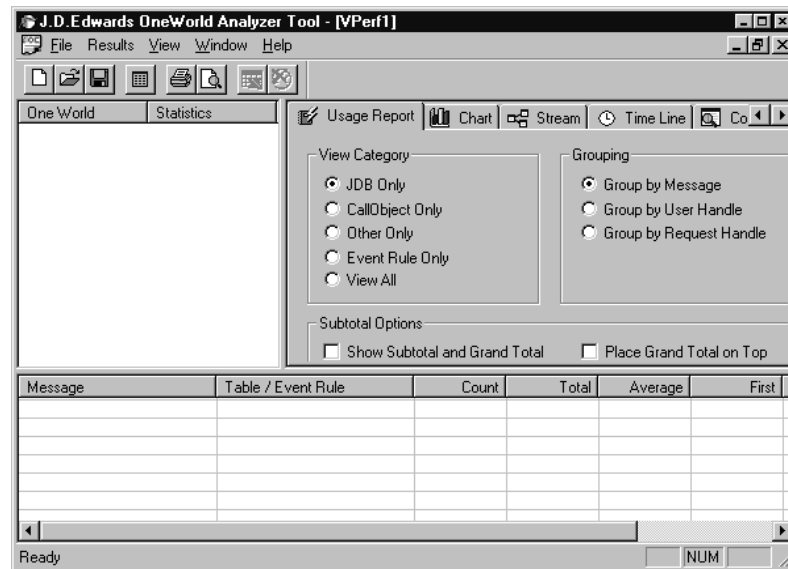 J.D.Edwards OneWorld Analyzer Tool - [VPerf1]
File Results View Window Help
One World Statistics
Usage Report Chart Stream Time Line Co
View Category Grouping
JDB Only Group by Message
CallObject Only Group by User Handle
Other Only Group by Request Handle
Event Rule Only
View All
Subtotal Options
Show Subtotal and Grand Total Place Grand Total on Top
Message Table / Event Rule Count Total Average First
Ready NUM